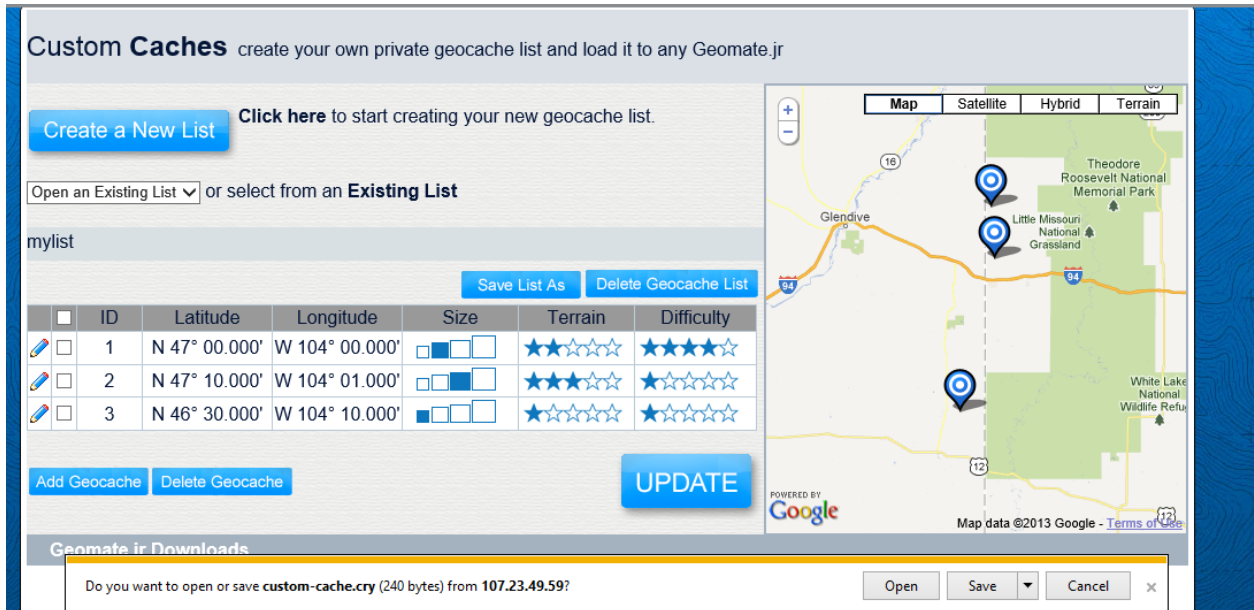 Custom Caches create your own private geocache list and load it to any Geomate.jr
Create a New List
Click here to start creating your new geocache list.
Open an Existing List or select from an Existing List
mylist
Save List As
Delete Geocache List
ID Latitude Longitude Size Terrain Difficulty
1 N 47° 00.000' W 104° 00.000'
2 N 47° 10.000' W 104° 01.000'
3 N 46° 30.000' W 104° 10.000'
Add Geocache
Delete Geocache
UPDATE
+
−
Map Satellite Hybrid Terrain
16
Theodore
Roosevelt National
Memorial Park
Glendive
Little Missouri
National
Grassland
94
94
White Lake
National
Wildlife Refu
12
12
POWERED BY
Google
Map data ©2013 Google - Terms of Use
Geomate.jr Downloads
Do you want to open or save custom-cache.cry (240 bytes) from 107.23.49.59?
Open
Save
Cancel
×